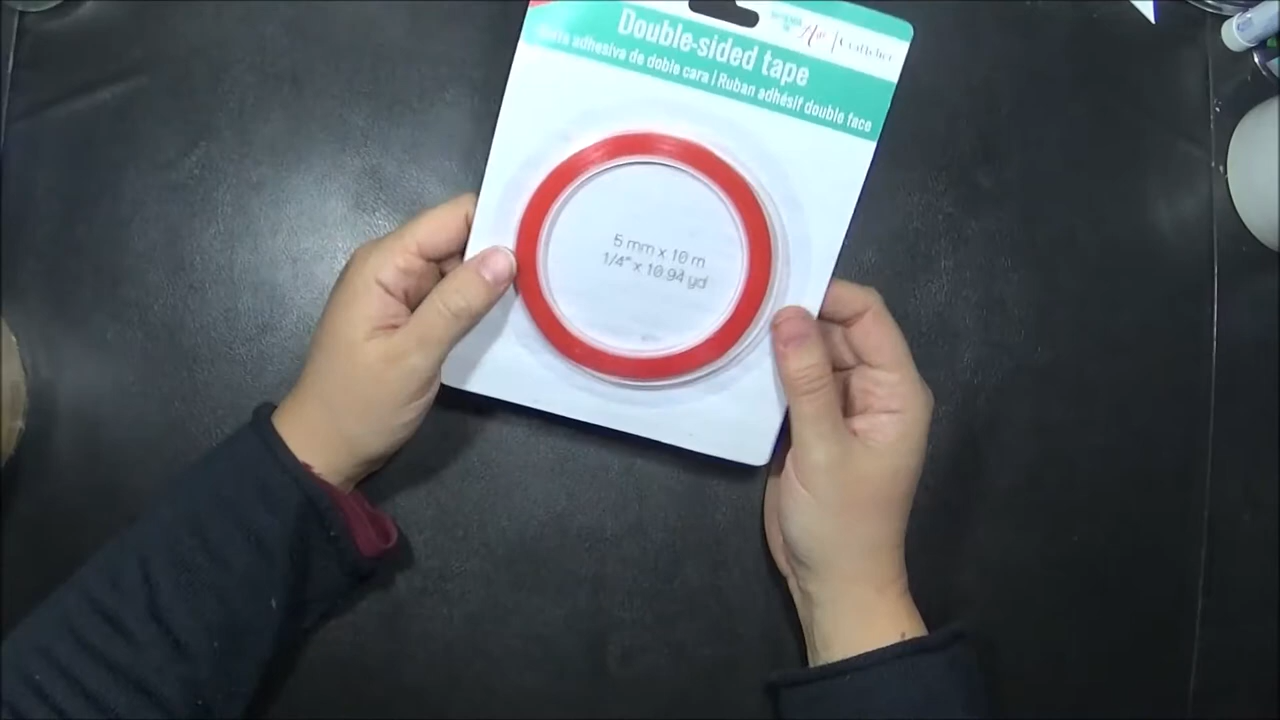 Double-sided tape
adhesiva de doble cara | Ruban adhésif double face
5 mm x 10 m
1/4" x 10.94 yd